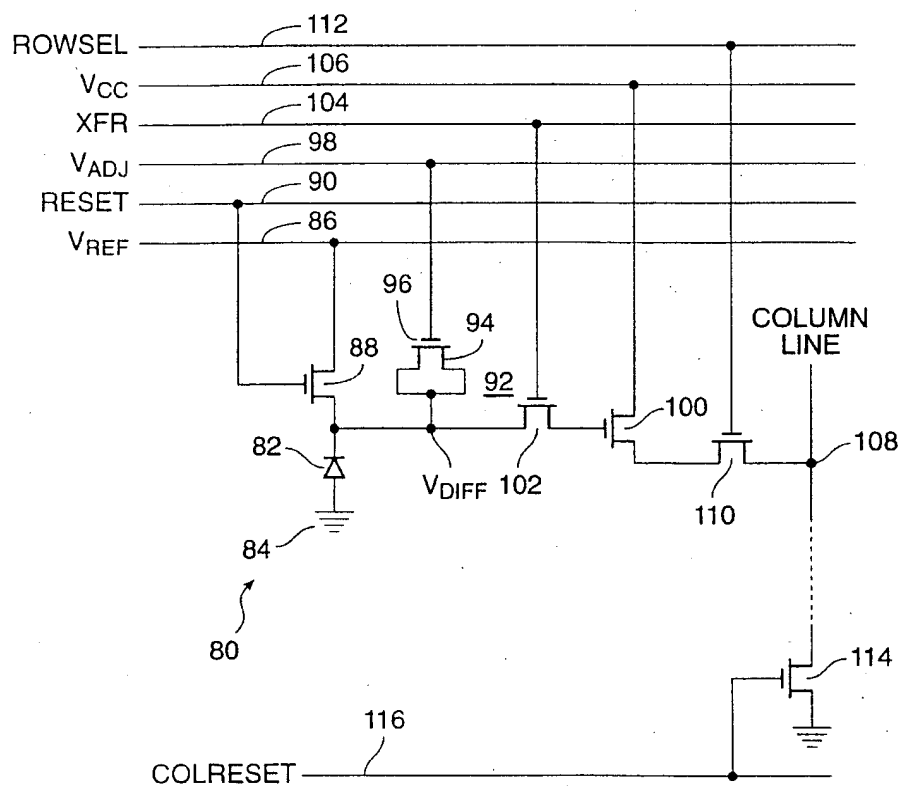 112
ROWSEL
106
VCC
104
XFR
98
VADJ
90
RESET
86
VREF
96
94
COLUMN
LINE
88
92
100
82
VDIFF
102
108
110
84
80
114
116
COLRESET